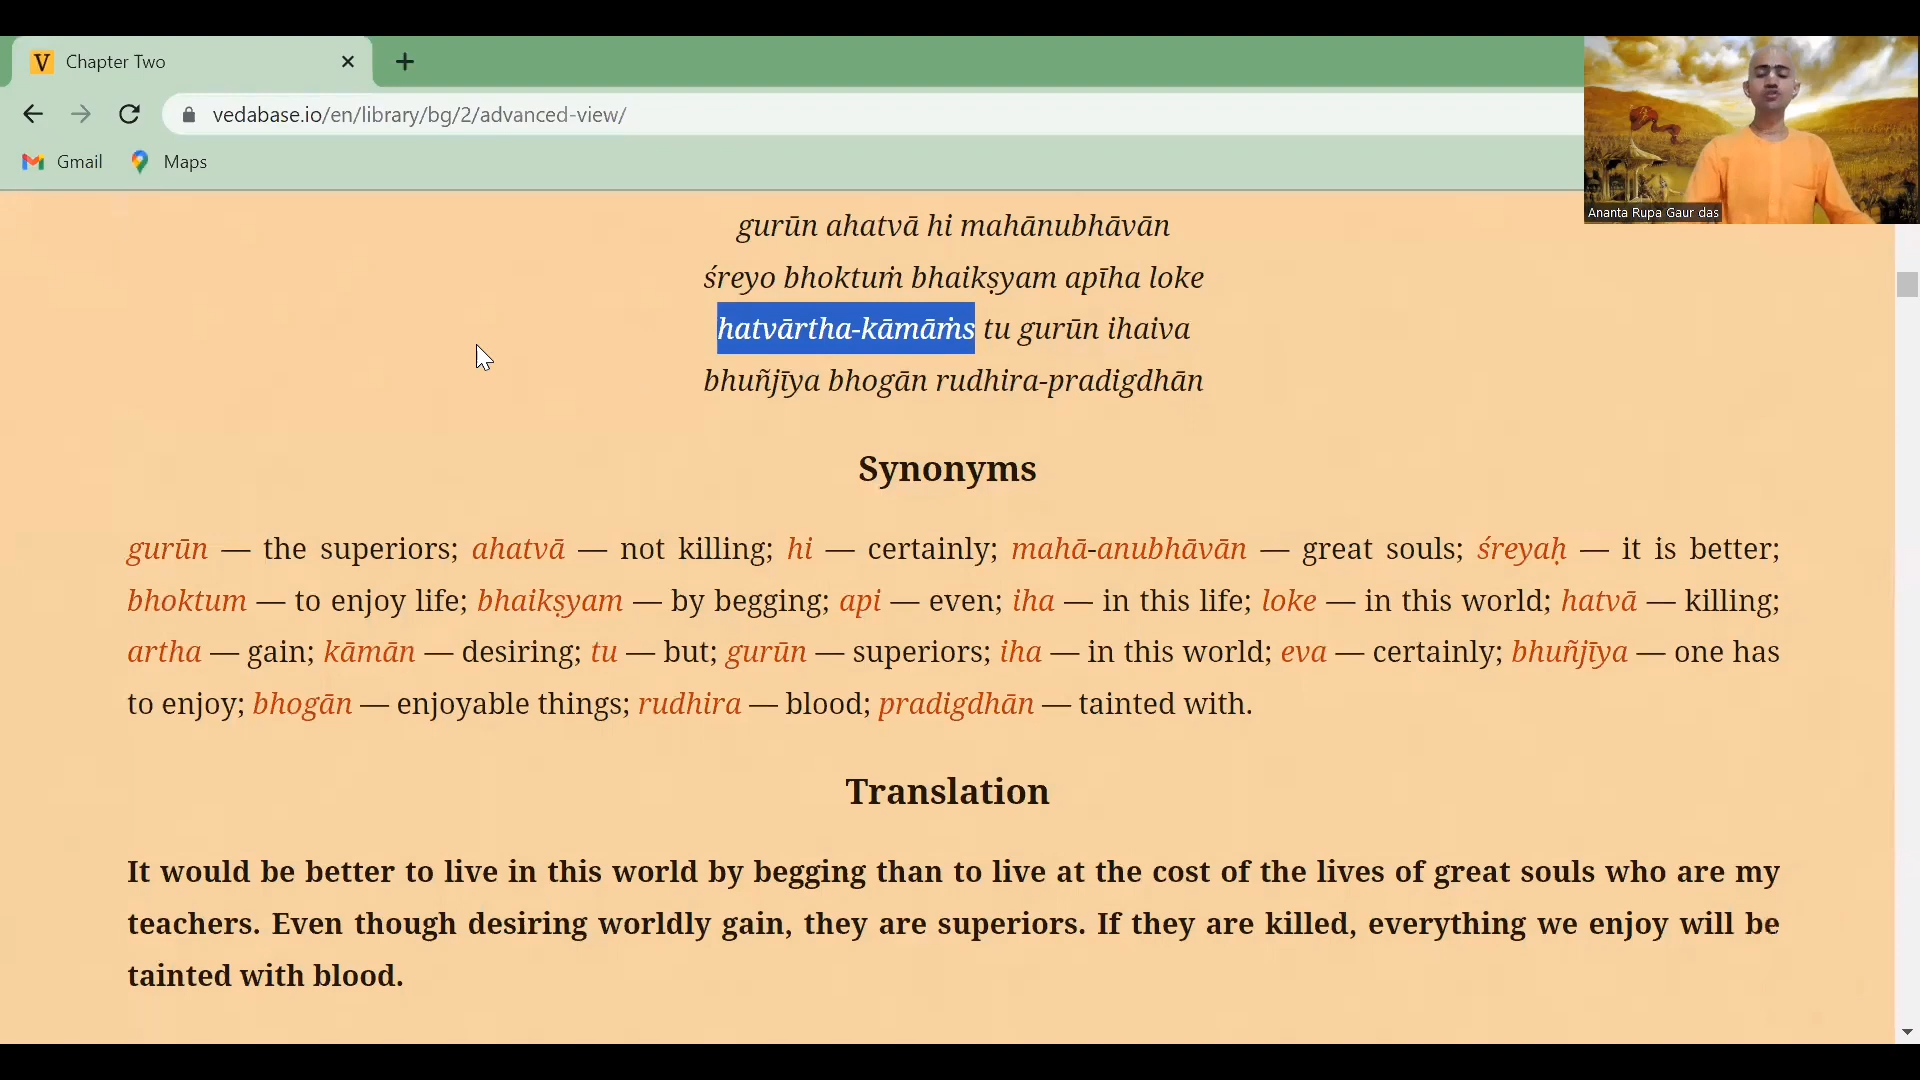 V Chapter Two
vedabase.io/en/library/bg/2/advanced-view/
Gmail Maps
Ananta Rupa Gaur das
gurūn ahatvā hi mahānubhāvān
śreyo bhoktuṁ bhaikṣyam apīha loke
hatvārtha-kāmāṁs tu gurūn ihaiva
bhuñjīya bhogān rudhira-pradigdhān
Synonyms
gurūn — the superiors; ahatvā — not killing; hi — certainly; mahā-anubhāvān — great souls; śreyaḥ — it is better;
bhoktum — to enjoy life; bhaikṣyam — by begging; api — even; iha — in this life; loke — in this world; hatvā — killing;
artha — gain; kāmān — desiring; tu — but; gurūn — superiors; iha — in this world; eva — certainly; bhuñjīya — one has
to enjoy; bhogān — enjoyable things; rudhira — blood; pradigdhān — tainted with.
Translation
It would be better to live in this world by begging than to live at the cost of the lives of great souls who are my
teachers. Even though desiring worldly gain, they are superiors. If they are killed, everything we enjoy will be
tainted with blood.